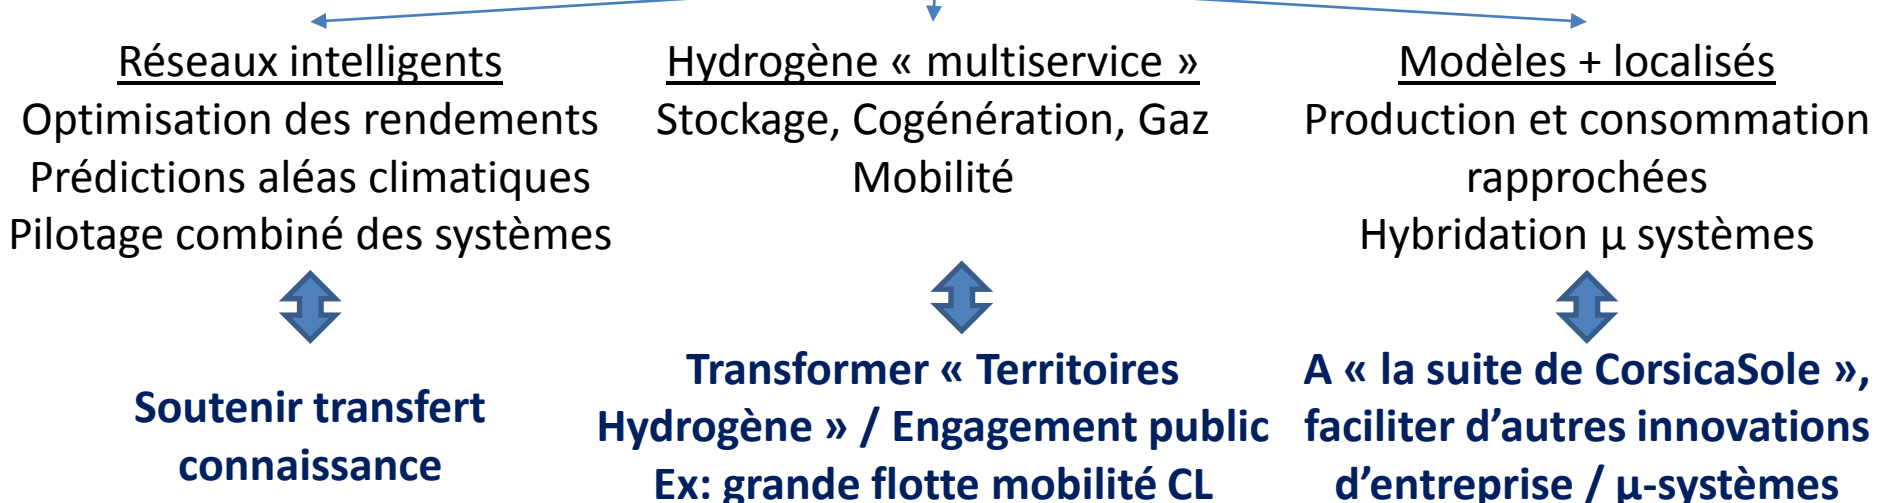 Réseaux intelligents
Optimisation des rendements
Prédictions aléas climatiques
Pilotage combiné des systèmes
Soutenir transfert
connaissance
Hydrogène « multiservice »
Stockage, Cogénération, Gaz
Mobilité
Transformer « Territoires
Hydrogène » / Engagement public
Ex: grande flotte mobilité CL
Modèles + localisés
Production et consommation
rapprochées
Hybridation µ systèmes
A « la suite de CorsicaSole »,
faciliter d’autres innovations
d’entreprise / µ-systèmes